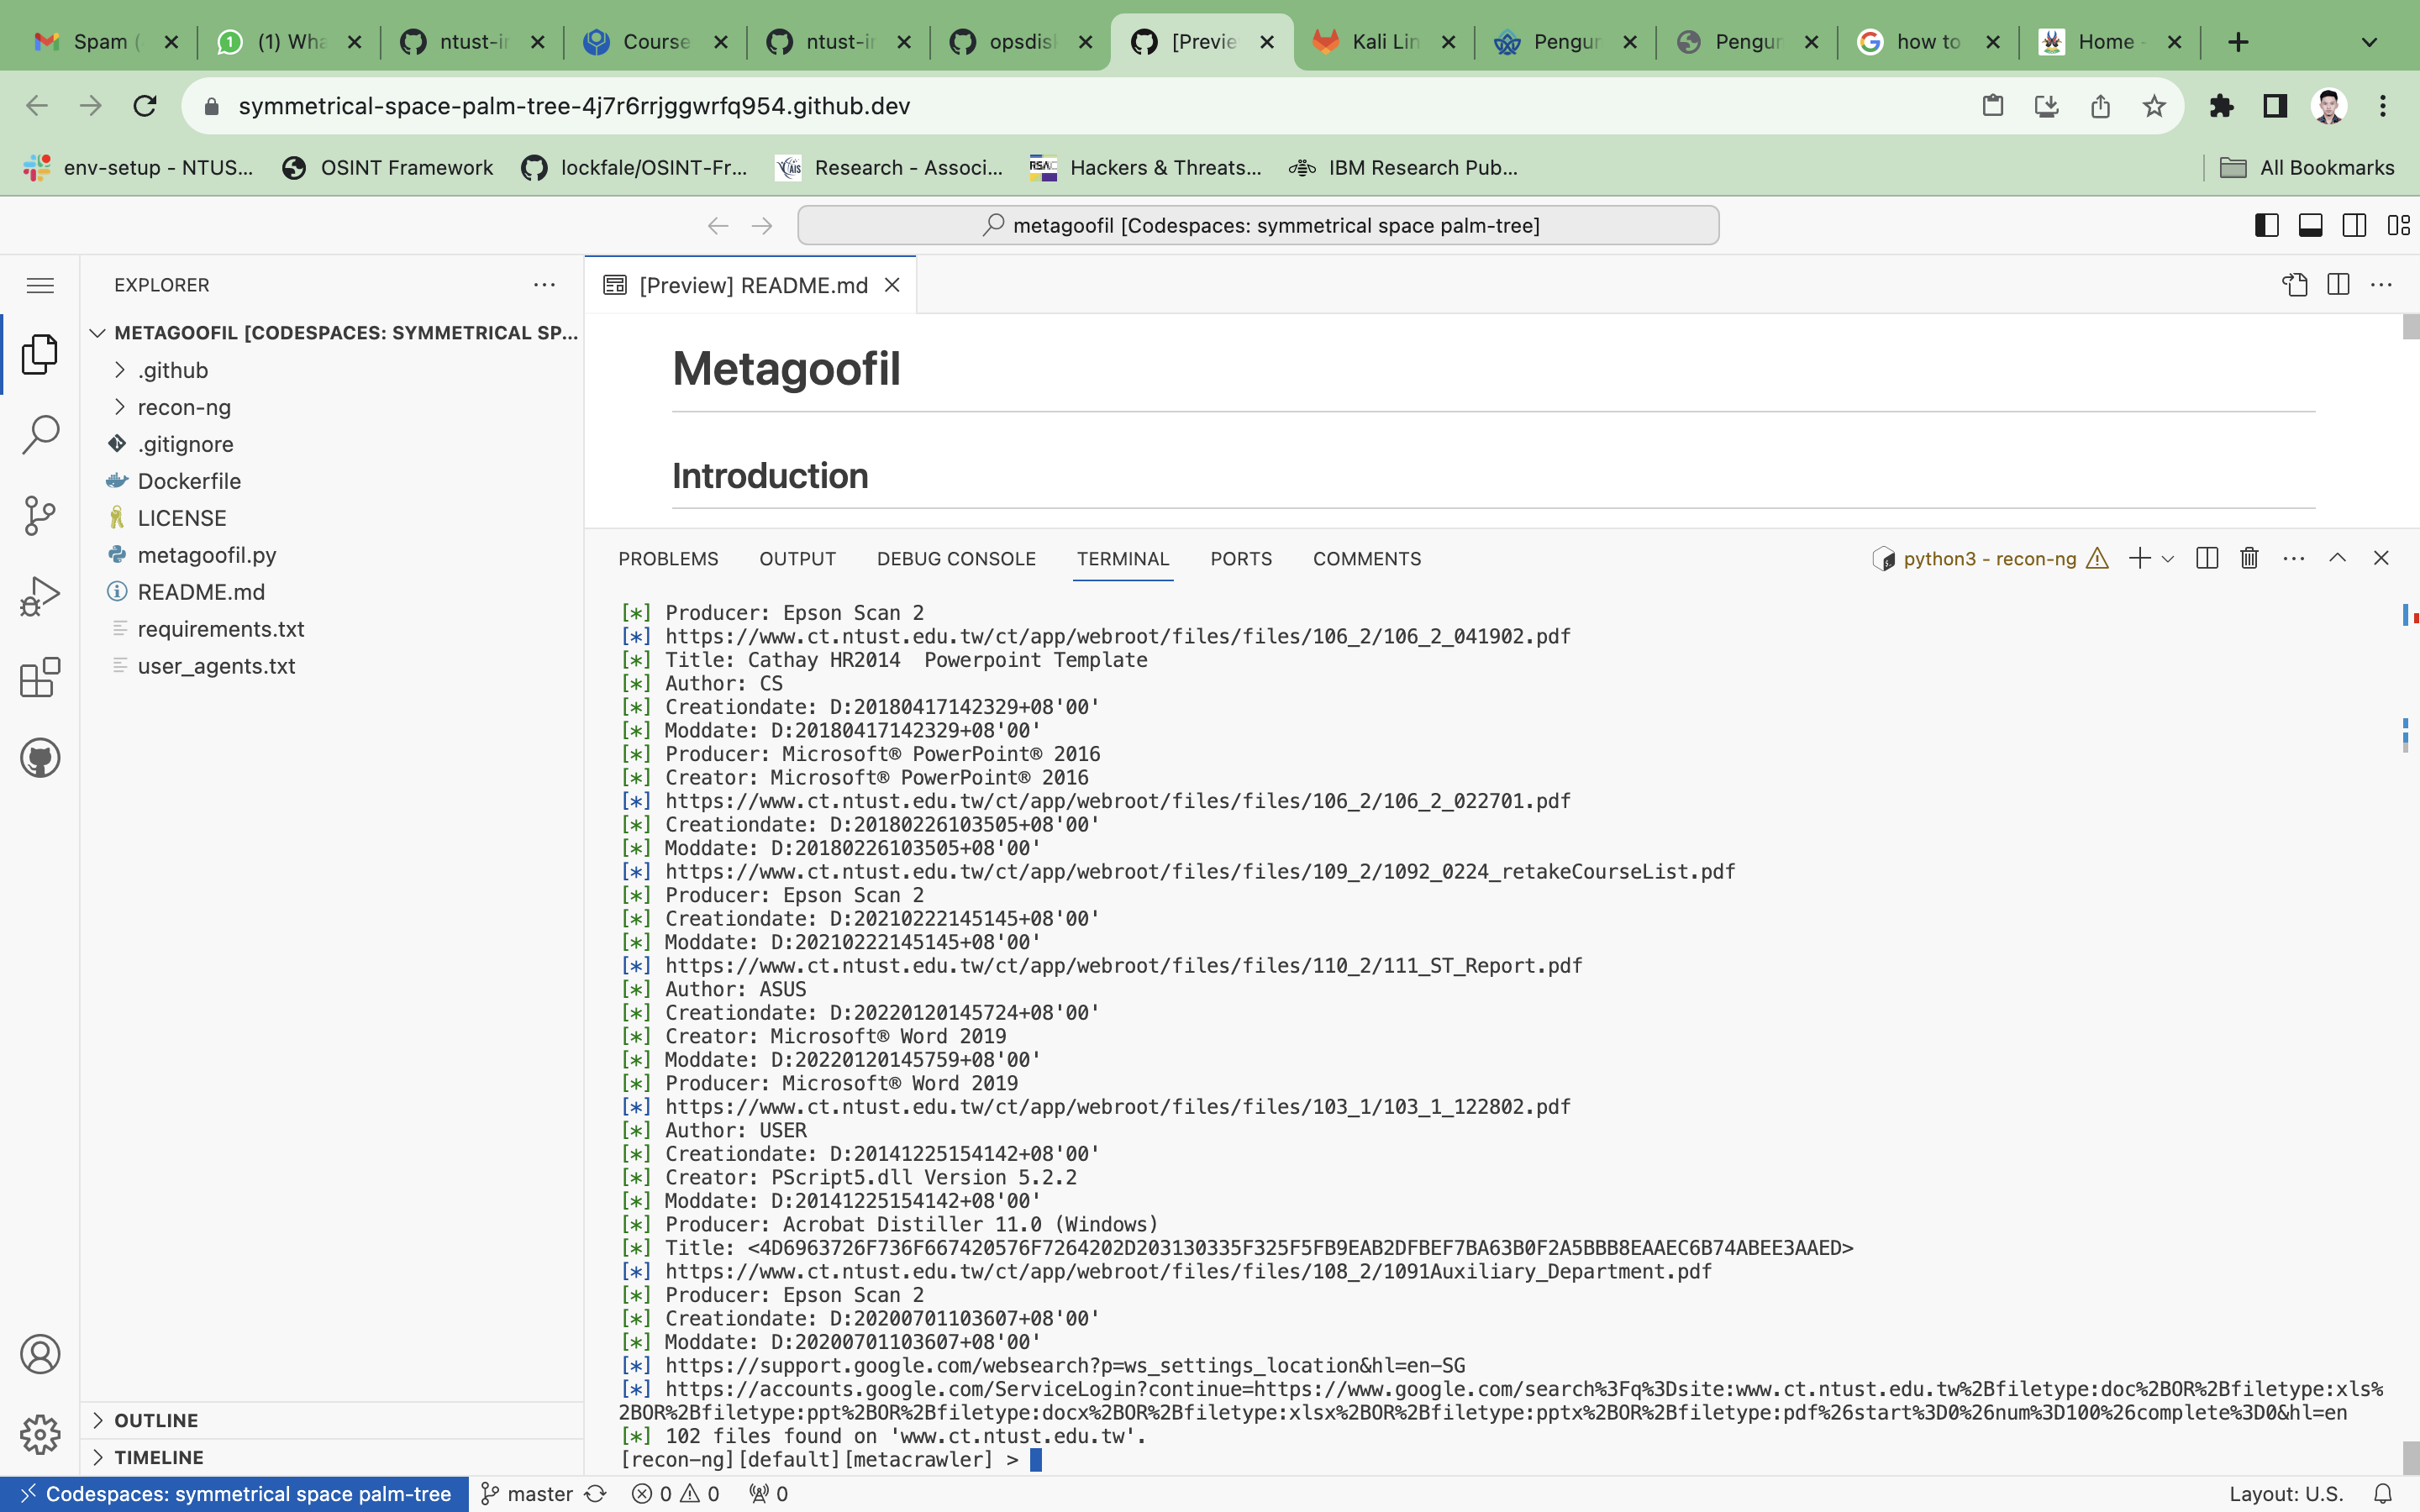 Spam (
(1) Wha
ntust-in
Course
ntust-in
opsdisk
[Previe
Kali Lin
Pengun
Pengun
how to
Home -
symmetrical-space-palm-tree-4j7r6rrjggwrfq954.github.dev
env-setup - NTUS...
OSINT Framework
lockfale/OSINT-Fr...
Research - Associ...
Hackers & Threats...
IBM Research Pub...
All Bookmarks
metagoofil [Codespaces: symmetrical space palm-tree]
EXPLORER
[Preview] README.md
METAGOOFIL [CODESPACES: SYMMETRICAL SP...
.github
recon-ng
.gitignore
Dockerfile
LICENSE
metagoofil.py
README.md
requirements.txt
user_agents.txt
OUTLINE
TIMELINE
Metagoofil
Introduction
PROBLEMS OUTPUT DEBUG CONSOLE TERMINAL PORTS COMMENTS
python3 - recon-ng
[*] Producer: Epson Scan 2
[*] https://www.ct.ntust.edu.tw/ct/app/webroot/files/files/106_2/106_2_041902.pdf
[*] Title: Cathay HR2014  Powerpoint Template
[*] Author: CS
[*] Creationdate: D:20180417142329+08'00'
[*] Moddate: D:20180417142329+08'00'
[*] Producer: Microsoft® PowerPoint® 2016
[*] Creator: Microsoft® PowerPoint® 2016
[*] https://www.ct.ntust.edu.tw/ct/app/webroot/files/files/106_2/106_2_022701.pdf
[*] Creationdate: D:20180226103505+08'00'
[*] Moddate: D:20180226103505+08'00'
[*] https://www.ct.ntust.edu.tw/ct/app/webroot/files/files/109_2/1092_0224_retakeCourseList.pdf
[*] Producer: Epson Scan 2
[*] Creationdate: D:20210222145145+08'00'
[*] Moddate: D:20210222145145+08'00'
[*] https://www.ct.ntust.edu.tw/ct/app/webroot/files/files/110_2/111_ST_Report.pdf
[*] Author: ASUS
[*] Creationdate: D:20220120145724+08'00'
[*] Creator: Microsoft® Word 2019
[*] Moddate: D:20220120145759+08'00'
[*] Producer: Microsoft® Word 2019
[*] https://www.ct.ntust.edu.tw/ct/app/webroot/files/files/103_1/103_1_122802.pdf
[*] Author: USER
[*] Creationdate: D:20141225154142+08'00'
[*] Creator: PScript5.dll Version 5.2.2
[*] Moddate: D:20141225154142+08'00'
[*] Producer: Acrobat Distiller 11.0 (Windows)
[*] Title: <4D6963726F736F667420576F7264202D203130335F325F5FB9EAB2DFBEF7BA63B0F2A5BBB8EAAEC6B74ABEE3AAED>
[*] https://www.ct.ntust.edu.tw/ct/app/webroot/files/files/108_2/1091Auxiliary_Department.pdf
[*] Producer: Epson Scan 2
[*] Creationdate: D:20200701103607+08'00'
[*] Moddate: D:20200701103607+08'00'
[*] https://support.google.com/websearch?p=ws_settings_location&hl=en-SG
[*] https://accounts.google.com/ServiceLogin?continue=https://www.google.com/search%3Fq%3Dsite:www.ct.ntust.edu.tw%2Bfiletype:doc%2BOR%2Bfiletype:xls%
2BOR%2Bfiletype:ppt%2BOR%2Bfiletype:docx%2BOR%2Bfiletype:xlsx%2BOR%2Bfiletype:pptx%2BOR%2Bfiletype:pdf%26start%3D0%26num%3D100%26complete%3D0&hl=en
[*] 102 files found on 'www.ct.ntust.edu.tw'.
[recon-ng][default][metacrawler] >
Codespaces: symmetrical space palm-tree
master
0
0
0
Layout: U.S.